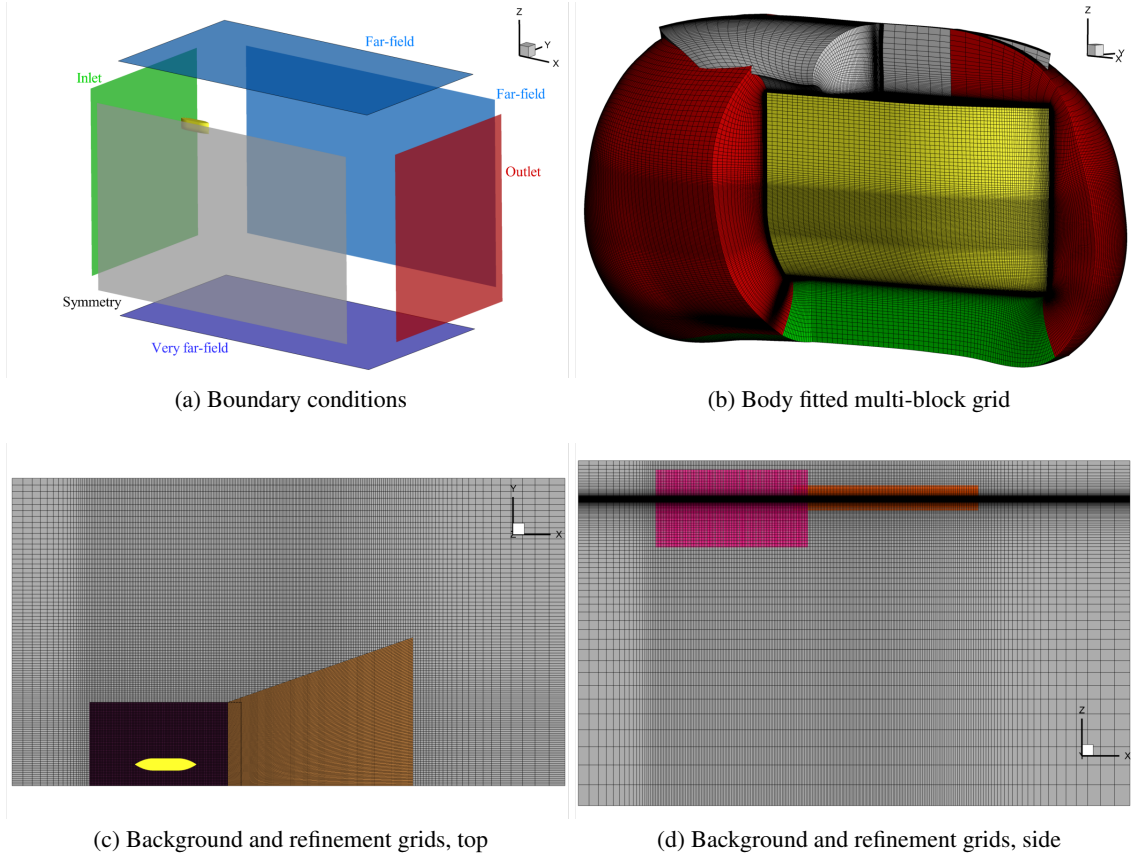 Far-field
Z
Y
X
Inlet
Far-field
Outlet
Symmetry
Very far-field
(a) Boundary conditions
Z
Y
X
(b) Body fitted multi-block grid
Y
Z
X
(c) Background and refinement grids, top
Z
Y
X
(d) Background and refinement grids, side